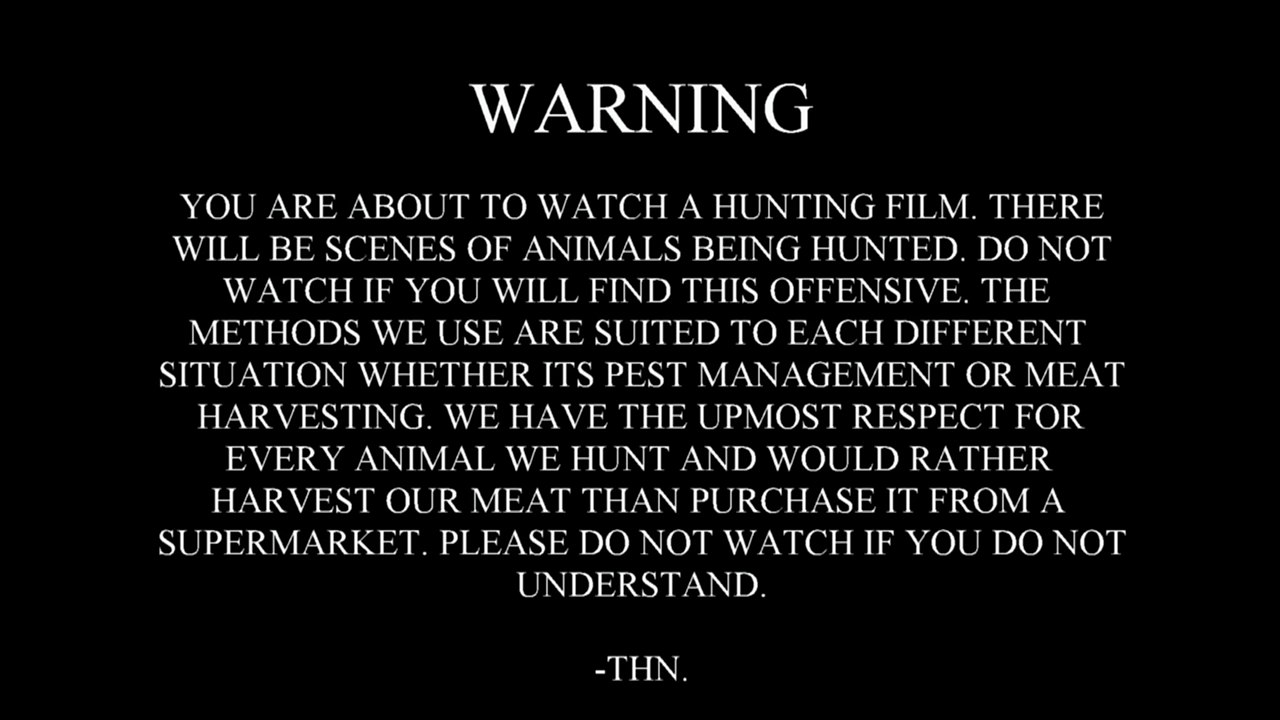 WARNING
YOU ARE ABOUT TO WATCH A HUNTING FILM. THERE
WILL BE SCENES OF ANIMALS BEING HUNTED. DO NOT
WATCH IF YOU WILL FIND THIS OFFENSIVE. THE
METHODS WE USE ARE SUITED TO EACH DIFFERENT
SITUATION WHETHER ITS PEST MANAGEMENT OR MEAT
HARVESTING. WE HAVE THE UPMOST RESPECT FOR
EVERY ANIMAL WE HUNT AND WOULD RATHER
HARVEST OUR MEAT THAN PURCHASE IT FROM A
SUPERMARKET. PLEASE DO NOT WATCH IF YOU DO NOT
UNDERSTAND.
-THN.